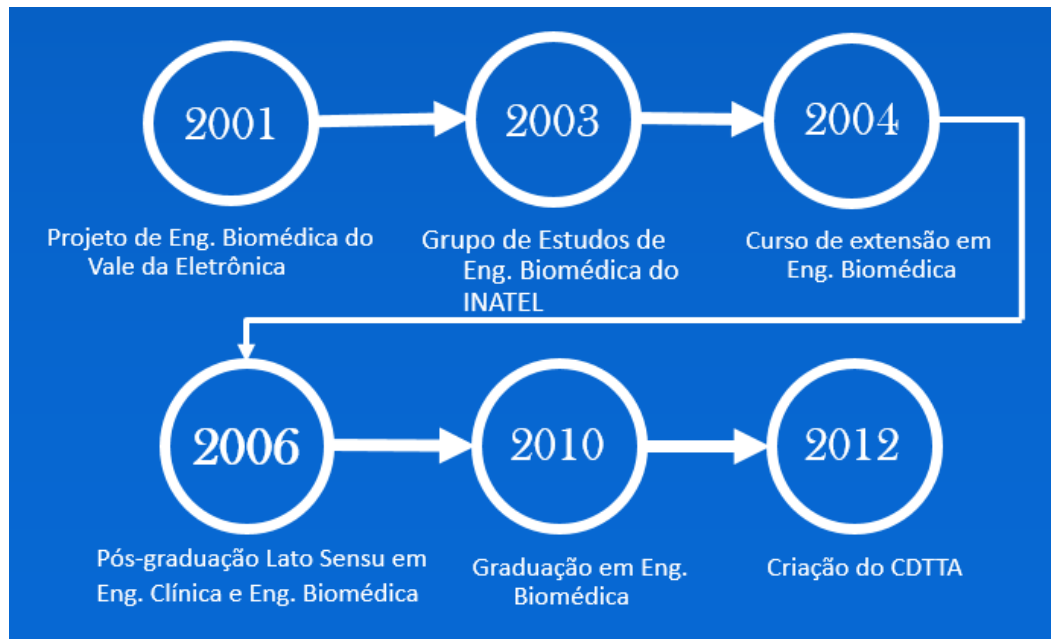 2001
2003
2004
Projeto de Eng. Biomédica do
Vale da Eletrônica
Grupo de Estudos de
Eng. Biomédica do
INATEL
Curso de extensão em
Eng. Biomédica
2006
2010
2012
Pós-graduação Lato Sensu em
Eng. Clínica e Eng. Biomédica
Graduação em Eng.
Biomédica
Criação do CDTTA